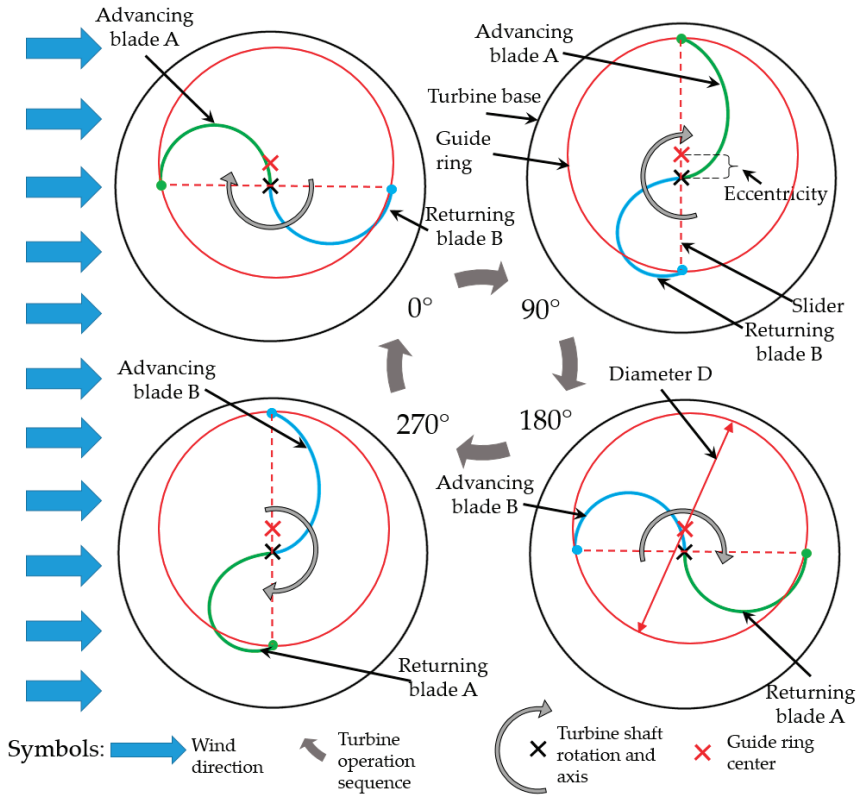 Advancing
blade A
Returning
blade B
0°
Advancing
blade A
Turbine base
Guide
ring
Eccentricity
Slider
Returning
blade B
90°
Advancing
blade B
270°
Returning
blade A
Diameter D
180°
Advancing
blade B
Returning
blade A
Symbols:
Wind
direction
Turbine
operation
sequence
Turbine shaft
rotation and
axis
Guide ring
center